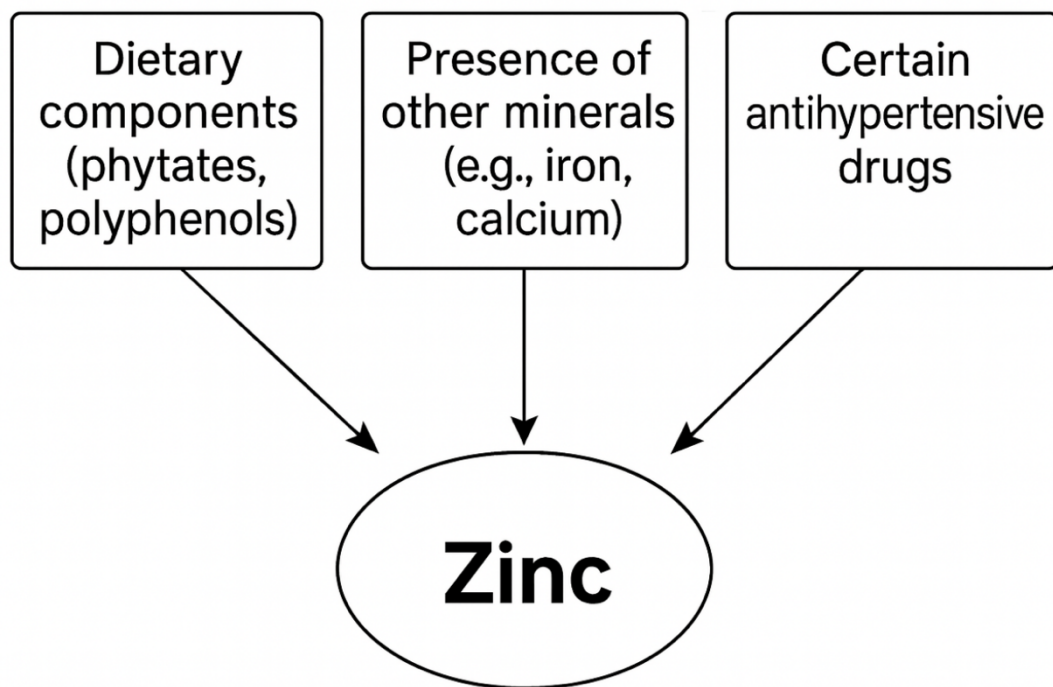 Dietary
components
(phytates,
polyphenols)
Presence of
other minerals
(e.g., iron,
calcium)
Certain
antihypertensive
drugs
Zinc